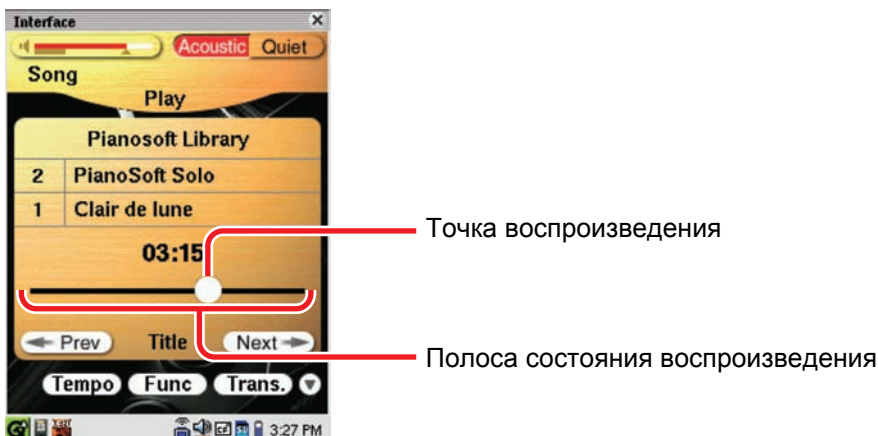 Interface
Acoustic Quiet
Song
Play
Pianosoft Library
2 PianoSoft Solo
1 Clair de lune
03:15
Prev Title Next
Tempo Func Trans.
3:27 PM
Точка воспроизведения
Полоса состояния воспроизведения